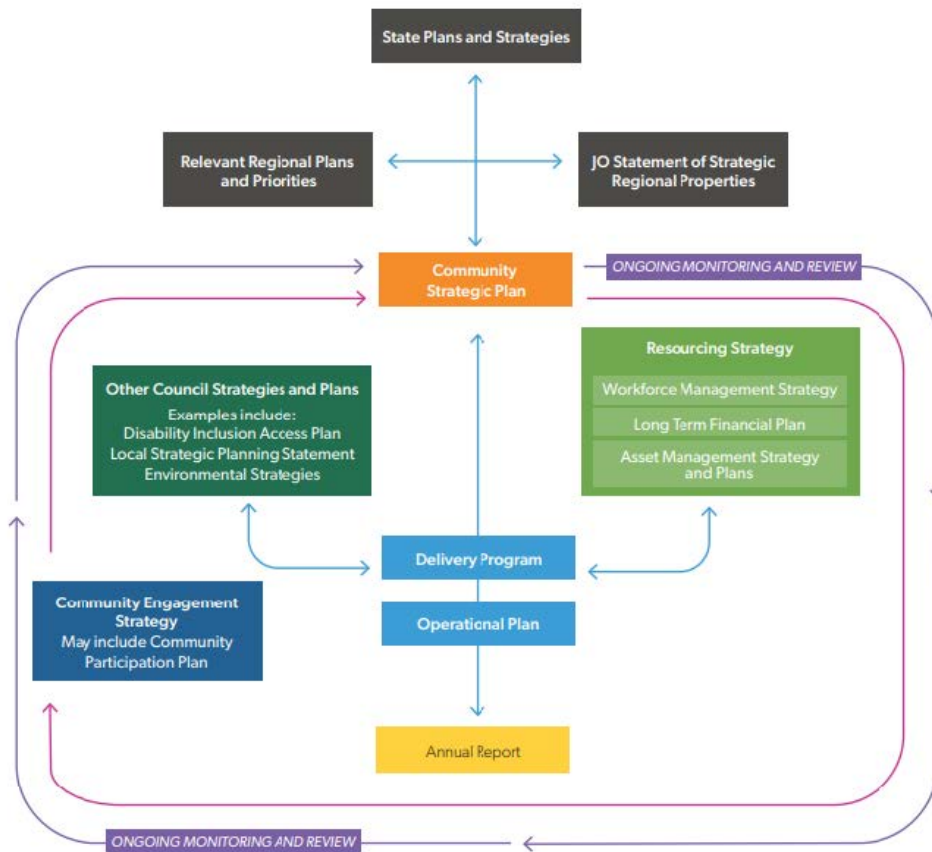 State Plans and Strategies
Relevant Regional Plans
and Priorities
JO Statement of Strategic
Regional Properties
Community
Strategic Plan
ONGOING MONITORING AND REVIEW
Resourcing Strategy
Workforce Management Strategy
Long Term Financial Plan
Asset Management Strategy
and Plans
Other Council Strategies and Plans
Examples include:
Disability Inclusion Access Plan
Local Strategic Planning Statement
Environmental Strategies
Delivery Program
Operational Plan
Community Engagement
Strategy
May include Community
Participation Plan
Annual Report
ONGOING MONITORING AND REVIEW